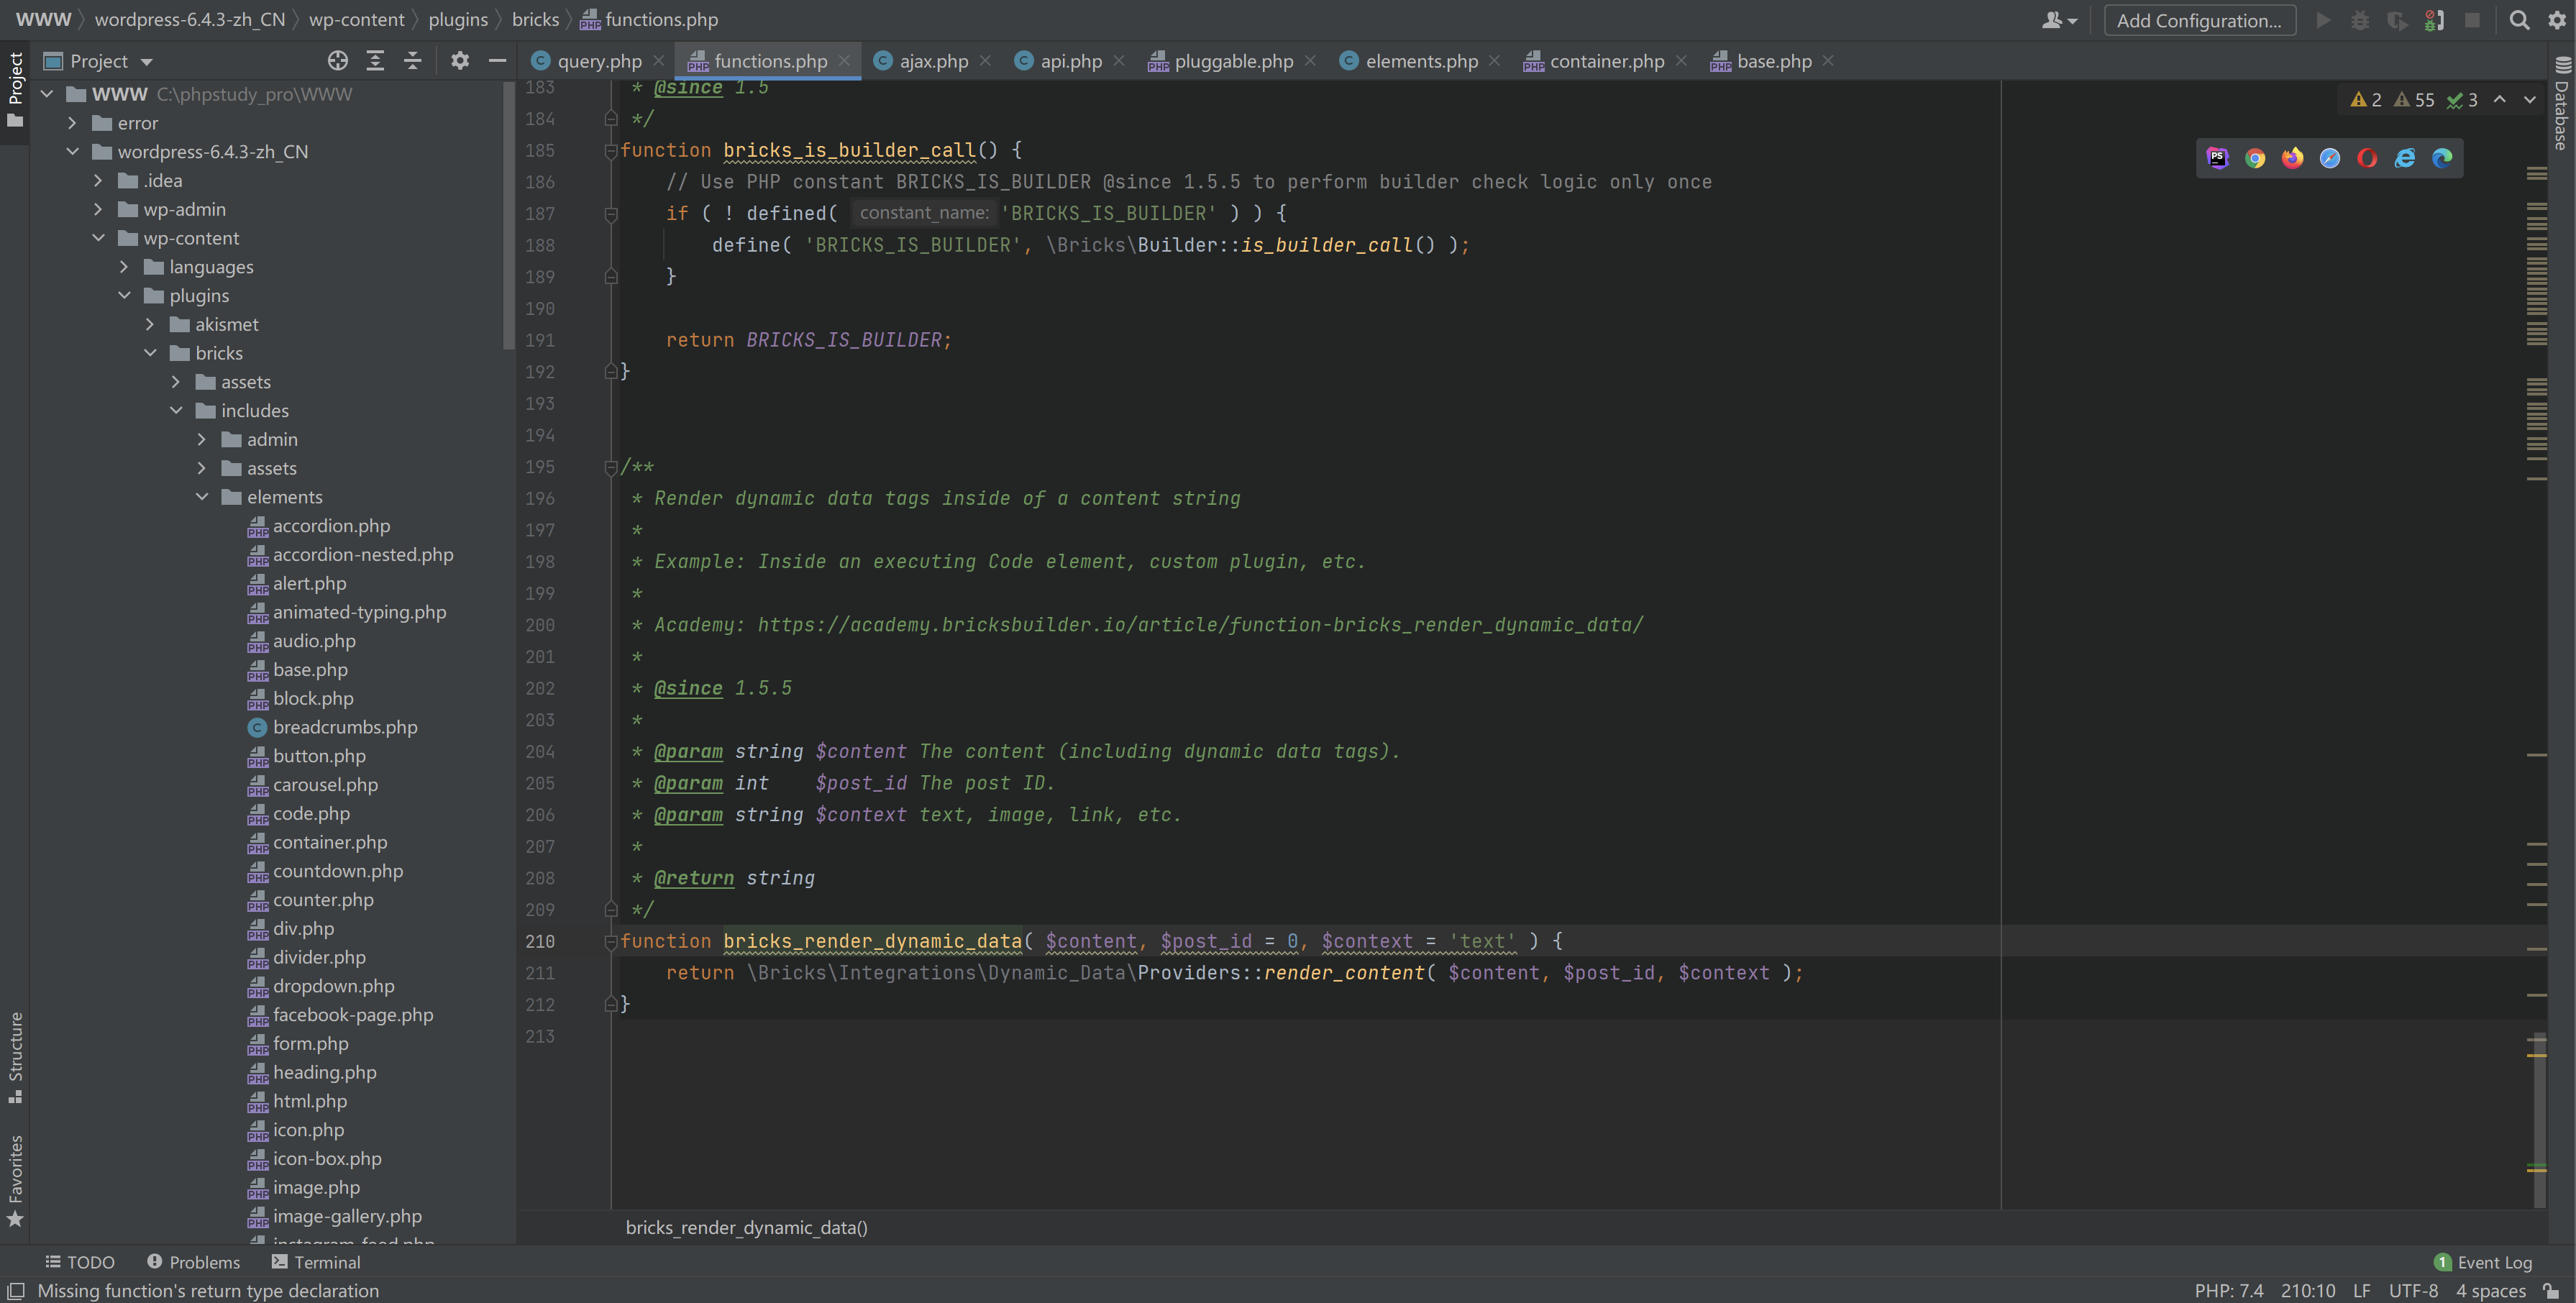 WWW wordpress-6.4.3-zh_CN wp-content plugins bricks functions.php
Add Configuration...
Project
Project
query.php functions.php ajax.php api.php pluggable.php elements.php container.php base.php
Database
WWW C:\phpstudy_pro\WWW
error
wordpress-6.4.3-zh_CN
.idea
wp-admin
wp-content
languages
plugins
akismet
bricks
assets
includes
admin
assets
elements
accordion.php
accordion-nested.php
alert.php
animated-typing.php
audio.php
base.php
block.php
breadcrumbs.php
button.php
carousel.php
code.php
container.php
countdown.php
counter.php
div.php
divider.php
dropdown.php
facebook-page.php
form.php
heading.php
html.php
icon.php
icon-box.php
image.php
image-gallery.php
instagram-feed.php
Structure
Favorites
2 55 3
183 * @since 1.5
184 */
185 function bricks_is_builder_call() {
186 // Use PHP constant BRICKS_IS_BUILDER @since 1.5.5 to perform builder check logic only once
187 if ( ! defined( constant_name: 'BRICKS_IS_BUILDER' ) ) {
188 define( 'BRICKS_IS_BUILDER', \Bricks\Builder::is_builder_call() );
189 }
190
191 return BRICKS_IS_BUILDER;
192 }
193
194
195 /**
196 * Render dynamic data tags inside of a content string
197 *
198 * Example: Inside an executing Code element, custom plugin, etc.
199 *
200 * Academy: https://academy.bricksbuilder.io/article/function-bricks_render_dynamic_data/
201 *
202 * @since 1.5.5
203 *
204 * @param string $content The content (including dynamic data tags).
205 * @param int $post_id The post ID.
206 * @param string $context text, image, link, etc.
207 *
208 * @return string
209 */
210 function bricks_render_dynamic_data( $content, $post_id = 0, $context = 'text' ) {
211 return \Bricks\Integrations\Dynamic_Data\Providers::render_content( $content, $post_id, $context );
212 }
213
bricks_render_dynamic_data()
TODO Problems Terminal
1 Event Log
Missing function's return type declaration
PHP: 7.4 210:10 LF UTF-8 4 spaces